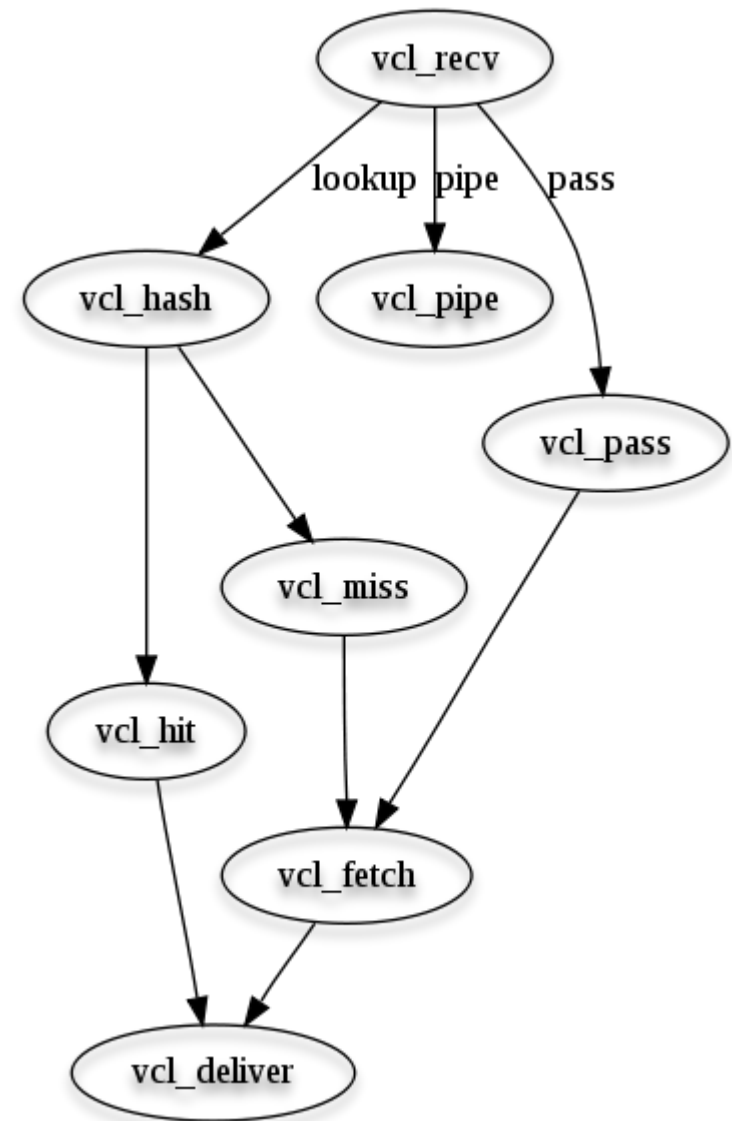 vcl_recv
lookup
pipe
pass
vcl_hash
vcl_pipe
vcl_pass
vcl_miss
vcl_hit
vcl_fetch
vcl_deliver